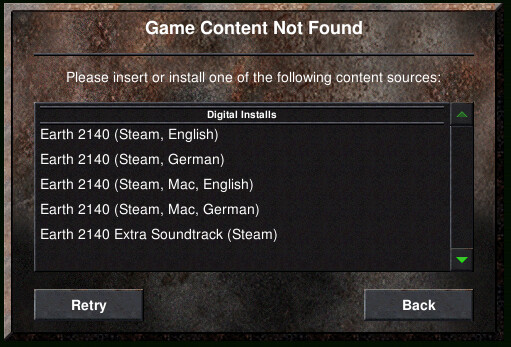 Game Content Not Found
Please insert or install one of the following content sources:
Digital Installs
Earth 2140 (Steam, English)
Earth 2140 (Steam, German)
Earth 2140 (Steam, Mac, English)
Earth 2140 (Steam, Mac, German)
Earth 2140 Extra Soundtrack (Steam)
Retry
Back